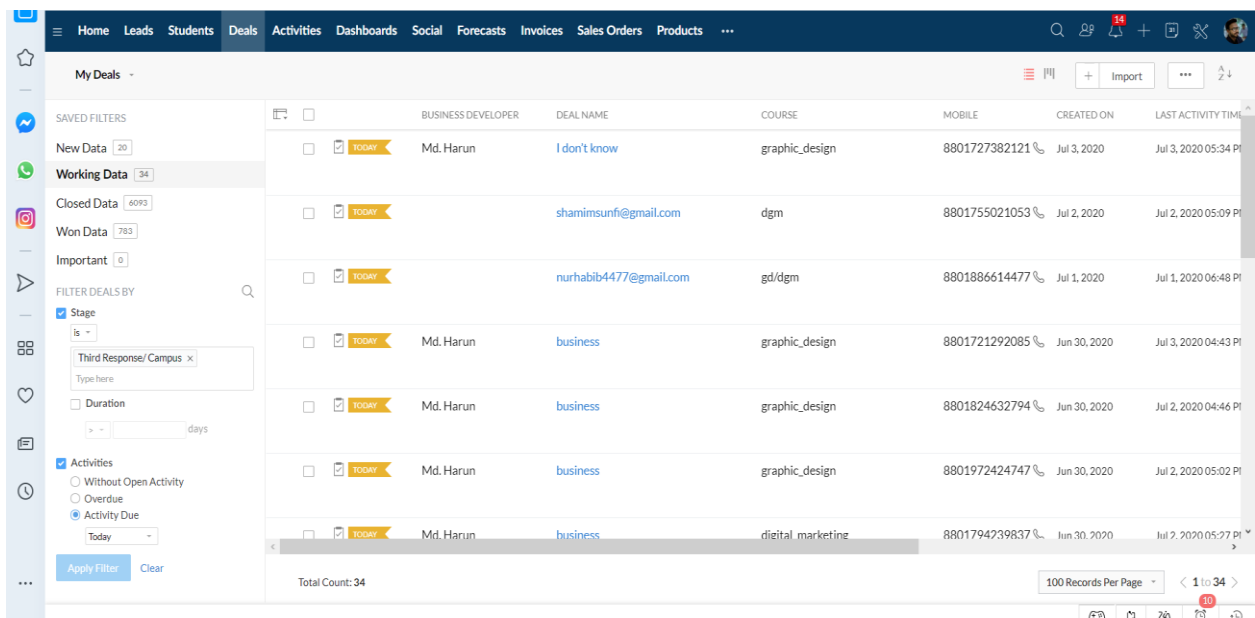 Home Leads Students Deals Activities Dashboards Social Forecasts Invoices Sales Orders Products ... 14 31
My Deals + Import ... A Z
SAVED FILTERS
New Data 20
Working Data 34
Closed Data 6093
Won Data 783
Important 0
FILTER DEALS BY
Stage
is
Third Response/ Campus ×
Type here
Duration
> days
Activities
Without Open Activity
Overdue
Activity Due
Today
Apply Filter Clear
BUSINESS DEVELOPER DEAL NAME COURSE MOBILE CREATED ON LAST ACTIVITY TIME
TODAY Md. Harun I don't know graphic_design 8801727382121 Jul 3, 2020 Jul 3, 2020 05:34 PM
TODAY shamimsunfi@gmail.com dgm 8801755021053 Jul 2, 2020 Jul 2, 2020 05:09 PM
TODAY nurhabib4477@gmail.com gd/dgm 8801886614477 Jul 1, 2020 Jul 1, 2020 06:48 PM
TODAY Md. Harun business graphic_design 8801721292085 Jun 30, 2020 Jul 3, 2020 04:43 PM
TODAY Md. Harun business graphic_design 8801824632794 Jun 30, 2020 Jul 2, 2020 04:46 PM
TODAY Md. Harun business graphic_design 8801972424747 Jun 30, 2020 Jul 2, 2020 05:02 PM
TODAY Md. Harun business digital marketing 8801794239837 Jun 30, 2020 Jul 2, 2020 05:27 PM
Total Count: 34 100 Records Per Page 1 to 34
10